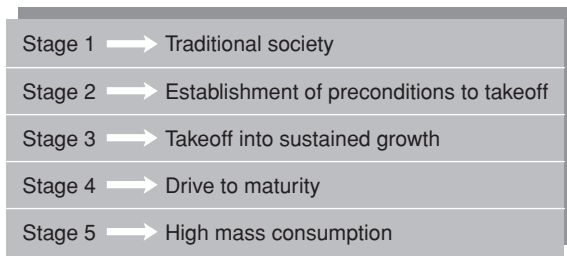 Stage 1 Traditional society
Stage 2 Establishment of preconditions to takeoff
Stage 3 Takeoff into sustained growth
Stage 4 Drive to maturity
Stage 5 High mass consumption